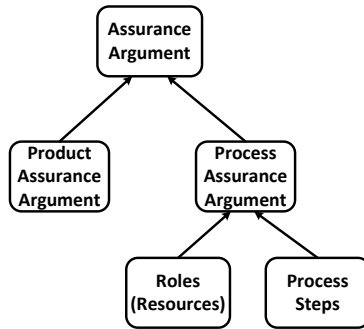 Assurance
Argument
Product
Assurance
Argument
Process
Assurance
Argument
Roles
(Resources)
Process
Steps